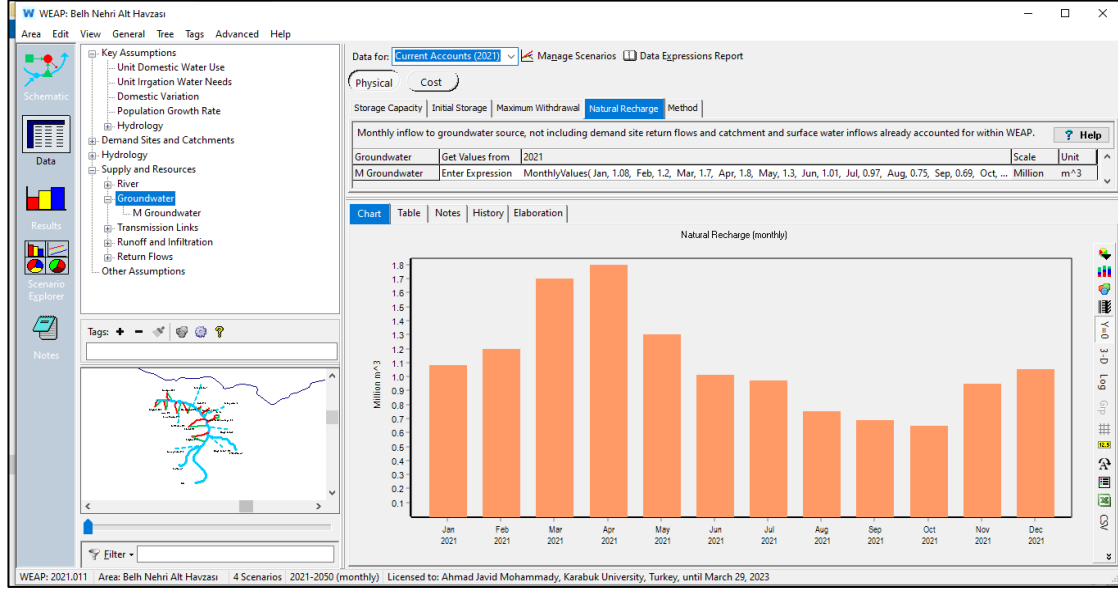 WEAP: Belh Nehri Alt Havzası
Area Edit View General Tree Tags Advanced Help
Schematic
Data
Results
Scenario
Explorer
Notes
Key Assumptions
Unit Domestic Water Use
Unit Irrgation Water Needs
Domestic Variation
Population Growth Rate
Hydrology
Demand Sites and Catchments
Hydrology
Supply and Resources
River
Groundwater
M Groundwater
Transmission Links
Runoff and Infiltration
Return Flows
Other Assumptions
Tags:
Filter
Data for: Current Accounts (2021) Manage Scenarios Data Expressions Report
Physical Cost
Storage Capacity Initial Storage Maximum Withdrawal Natural Recharge Method
Monthly inflow to groundwater source, not including demand site return flows and catchment and surface water inflows already accounted for within WEAP. ? Help
Groundwater Get Values from 2021 Scale Unit
M Groundwater Enter Expression MonthlyValues( Jan, 1.08, Feb, 1.2, Mar, 1.7, Apr, 1.8, May, 1.3, Jun, 1.01, Jul, 0.97, Aug, 0.75, Sep, 0.69, Oct, ... Million m^3
Chart Table Notes History Elaboration
Natural Recharge (monthly)
Million m^3
1.8
1.7
1.6
1.5
1.4
1.3
1.2
1.1
1.0
0.9
0.8
0.7
0.6
0.5
0.4
0.3
0.2
0.1
Jan Feb Mar Apr May Jun Jul Aug Sep Oct Nov Dec
2021 2021 2021 2021 2021 2021 2021 2021 2021 2021 2021 2021
Y=0
3-D
Log
Grp
12.5
CSV
WEAP: 2021.011 Area: Belh Nehri Alt Havzası 4 Scenarios 2021-2050 (monthly) Licensed to: Ahmad Javid Mohammady, Karabuk University, Turkey, until March 29, 2023